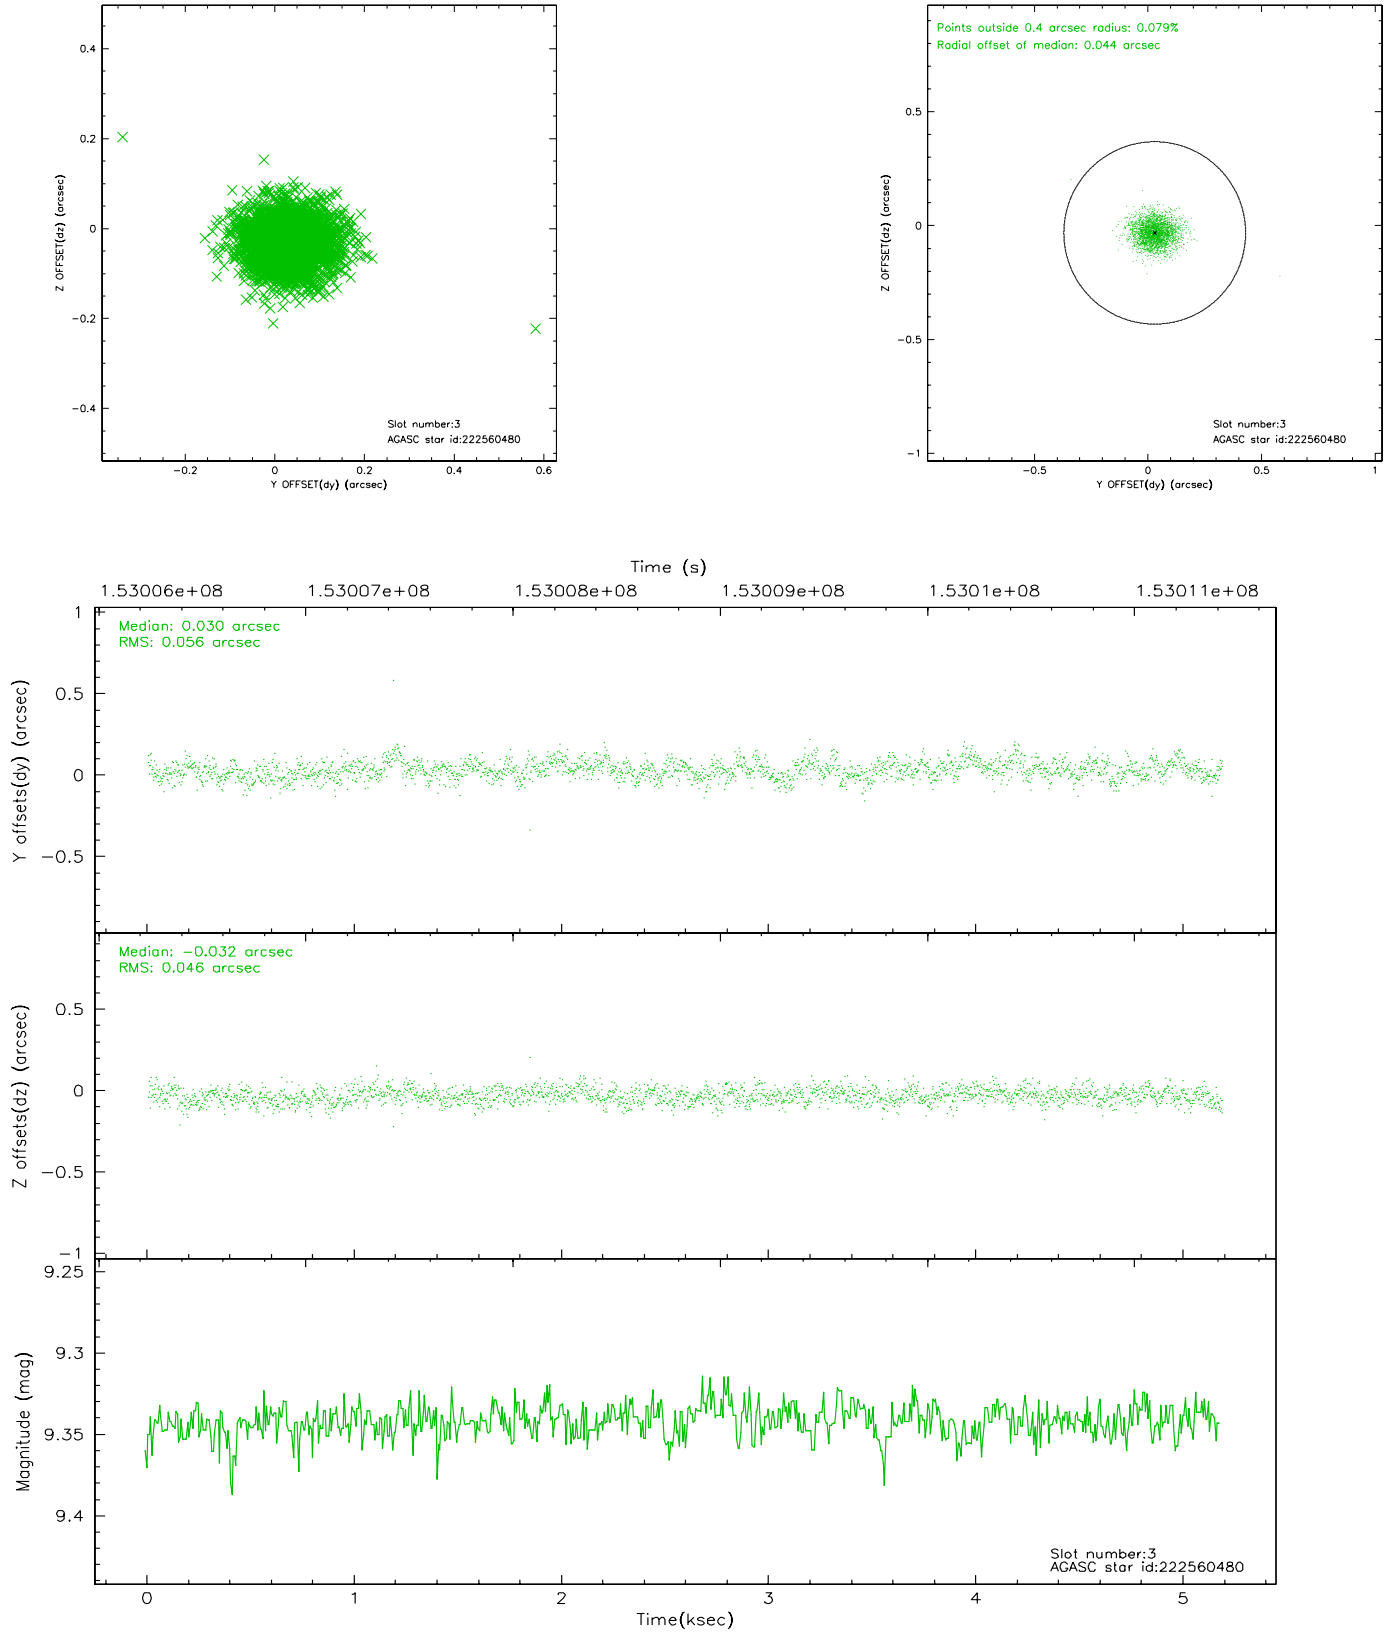 0.4
0.2
0
−0.2
−0.4
Z OFFSET(dz) (arcsec)
Slot number:3
AGASC star id:222560480
−0.2 0 0.2 0.4 0.6
Y OFFSET(dy) (arcsec)
Points outside 0.4 arcsec radius: 0.079%
Radial offset of median: 0.044 arcsec
0.5
0
−0.5
−1
Z OFFSET(dz) (arcsec)
Slot number:3
AGASC star id:222560480
−0.5 0 0.5 1
Y OFFSET(dy) (arcsec)
Time (s)
1.53006e+08 1.53007e+08 1.53008e+08 1.53009e+08 1.5301e+08 1.53011e+08
Median: 0.030 arcsec
RMS: 0.056 arcsec
1
0.5
0
−0.5
Y offsets(dy) (arcsec)
Median: −0.032 arcsec
RMS: 0.046 arcsec
0.5
0
−0.5
−1
Z offsets(dz) (arcsec)
9.25
9.3
9.35
9.4
Magnitude (mag)
Slot number:3
AGASC star id:222560480
0 1 2 3 4 5
Time(ksec)